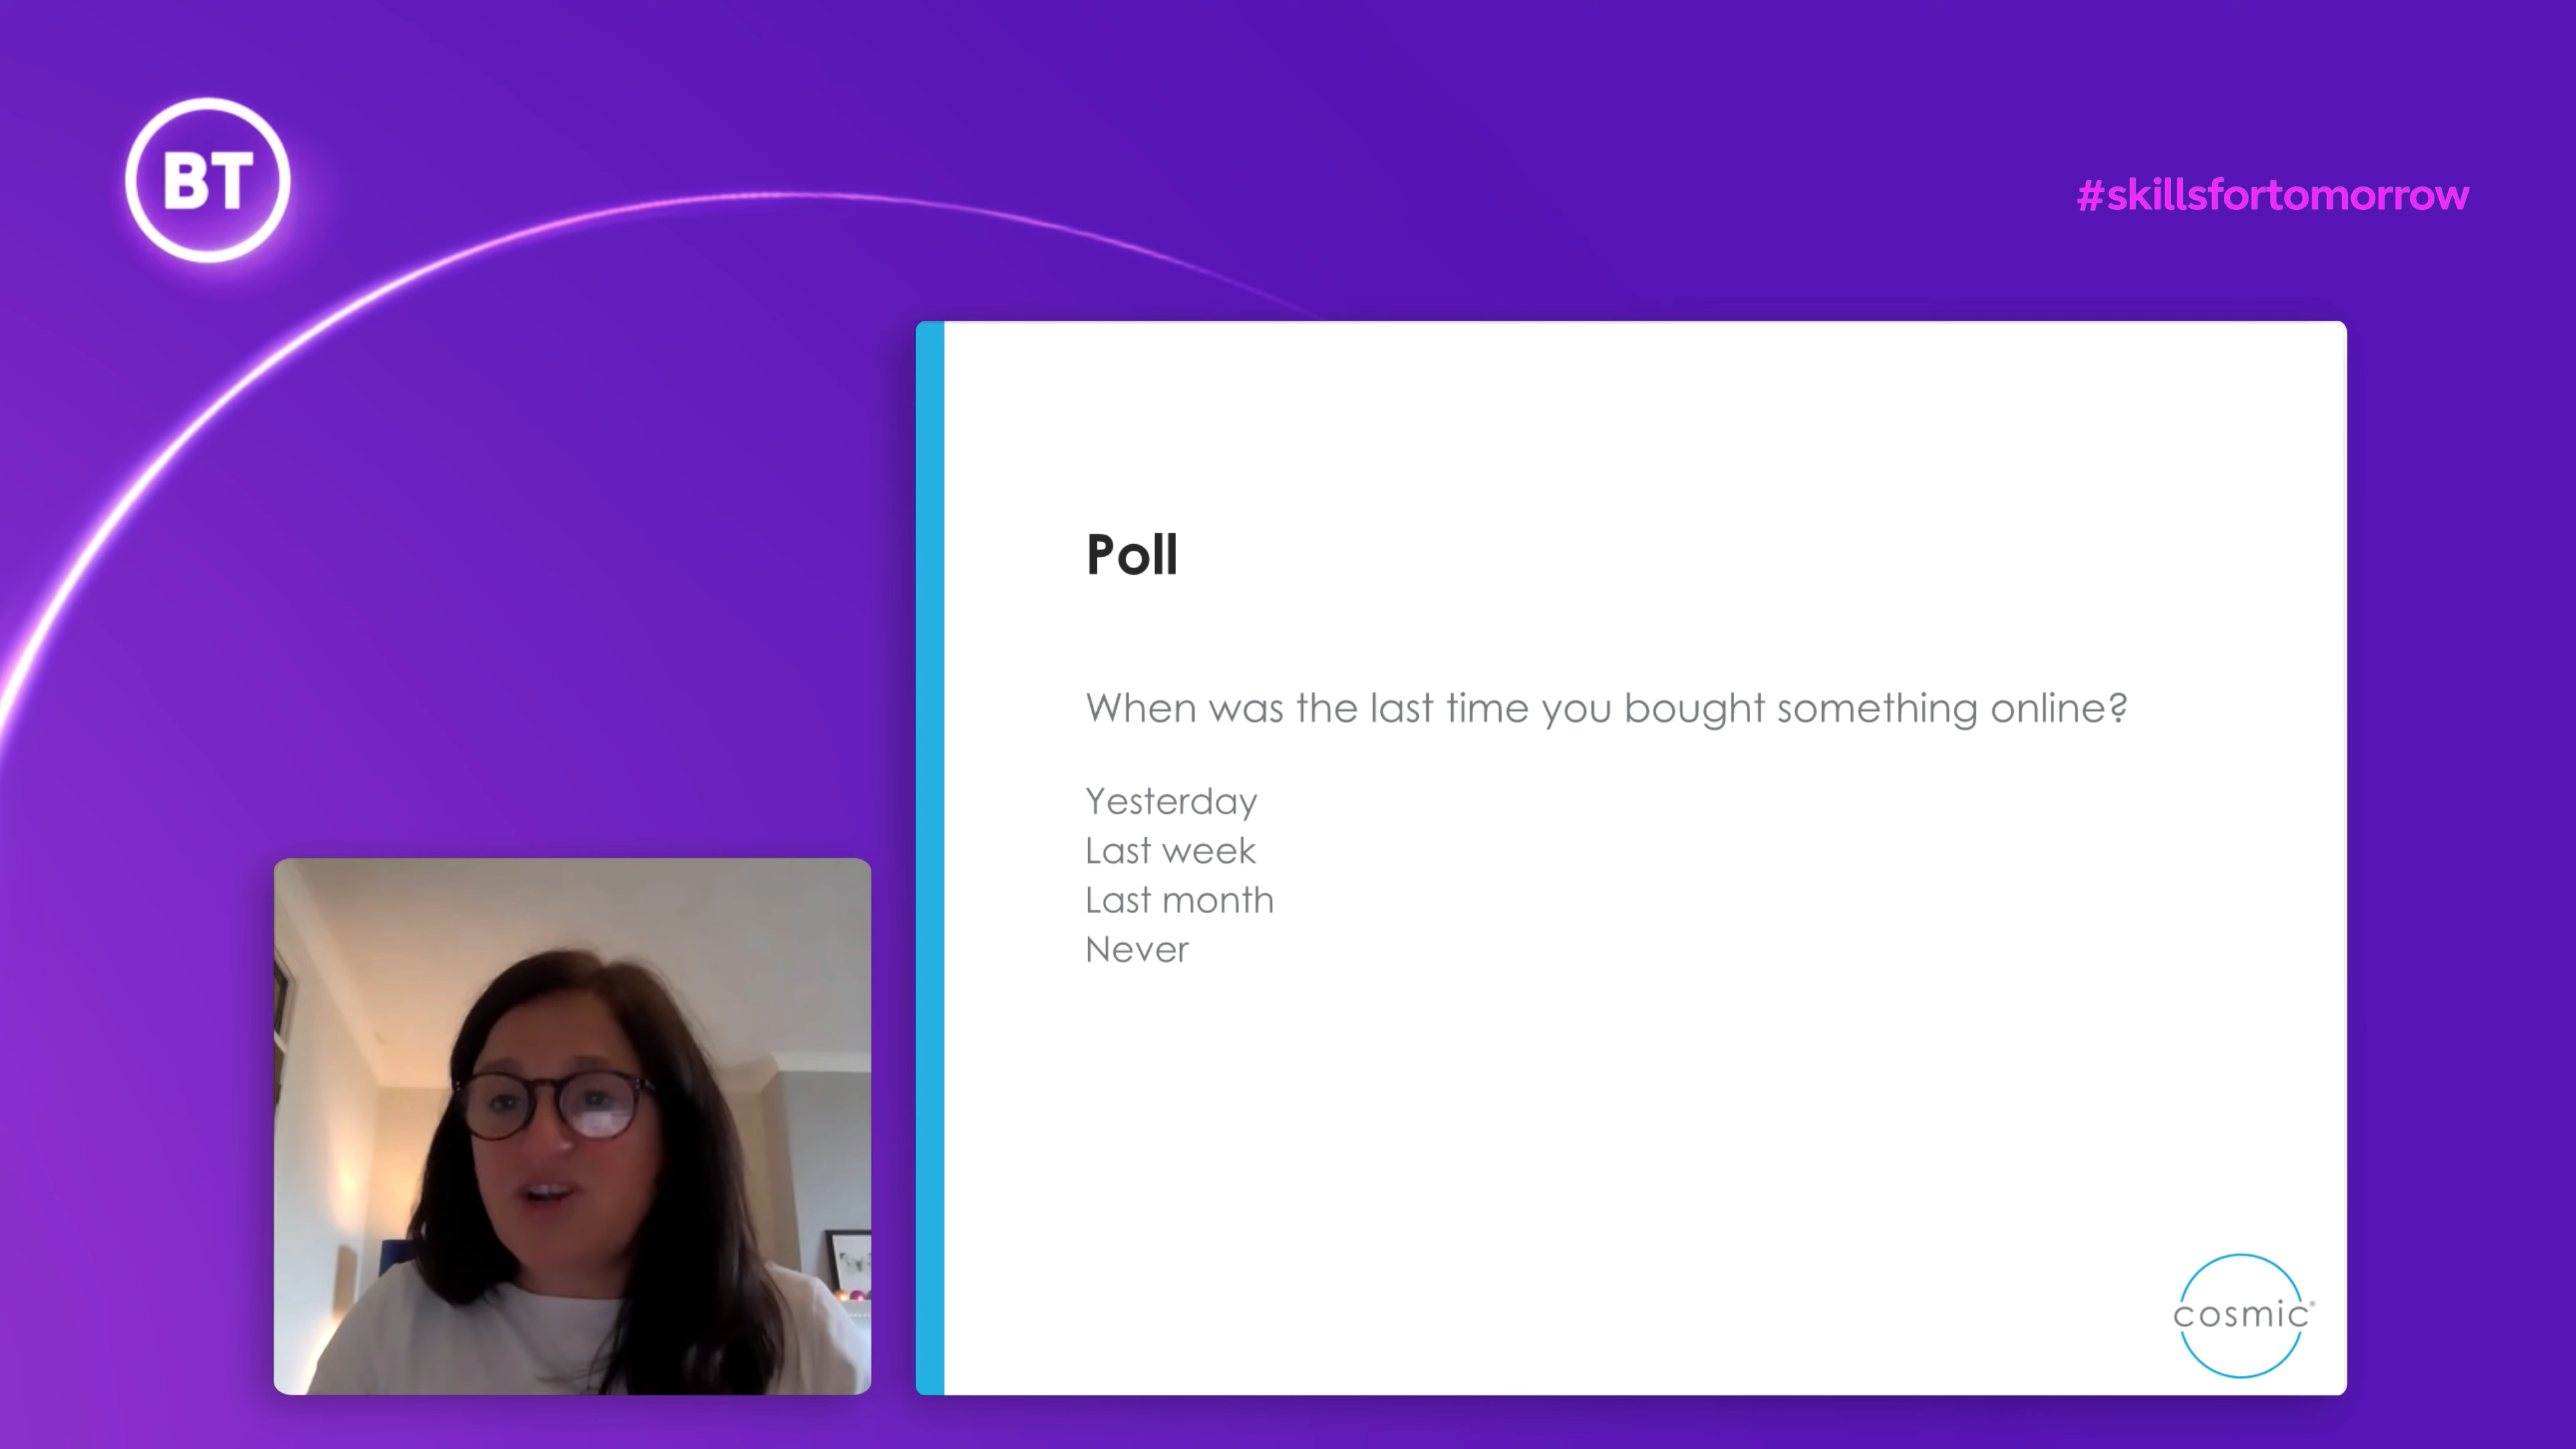 BT
#skillsfortomorrow
Poll
When was the last time you bought something online?
Yesterday
Last week
Last month
Never
cosmic®